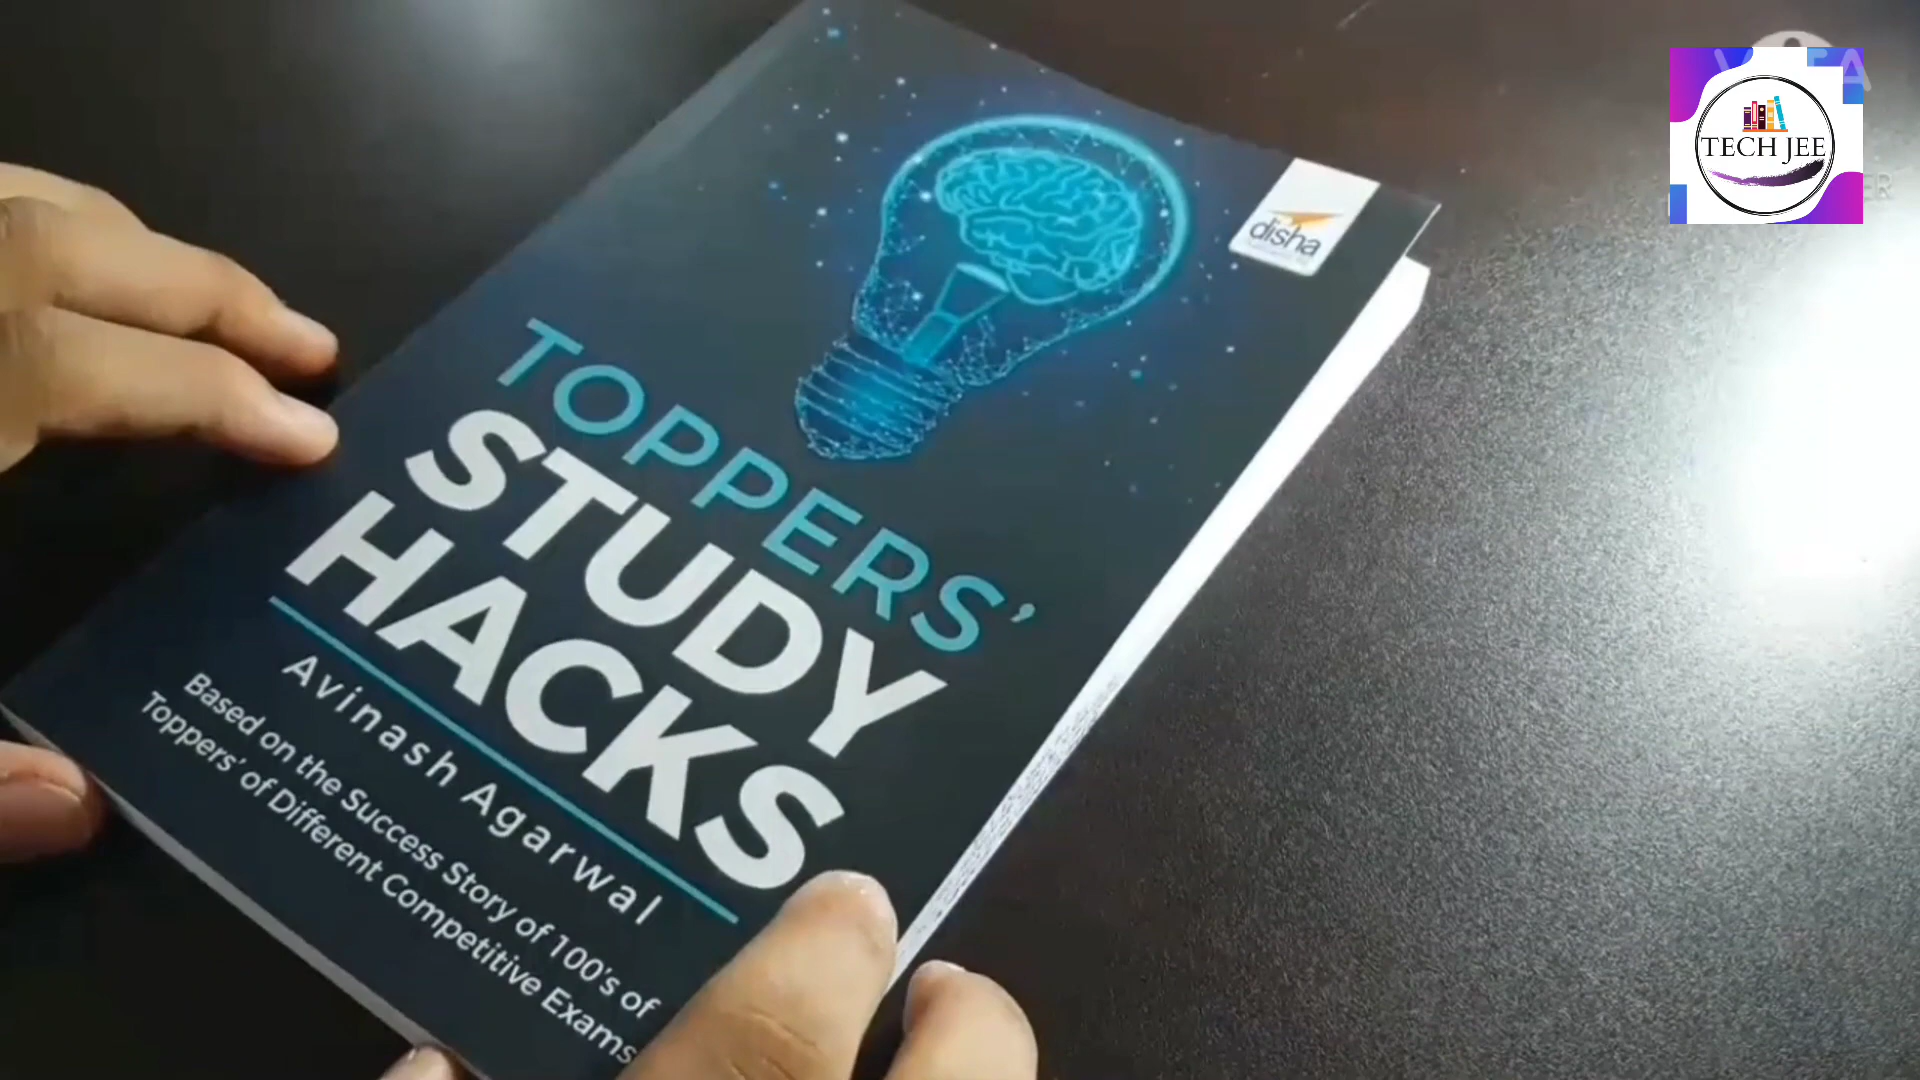 disha
TOPPERS'
STUDY
HACKS
Avinash Agarwal
Based on the Success Story of 100's of
Toppers' of Different Competitive Exams
TECH JEE